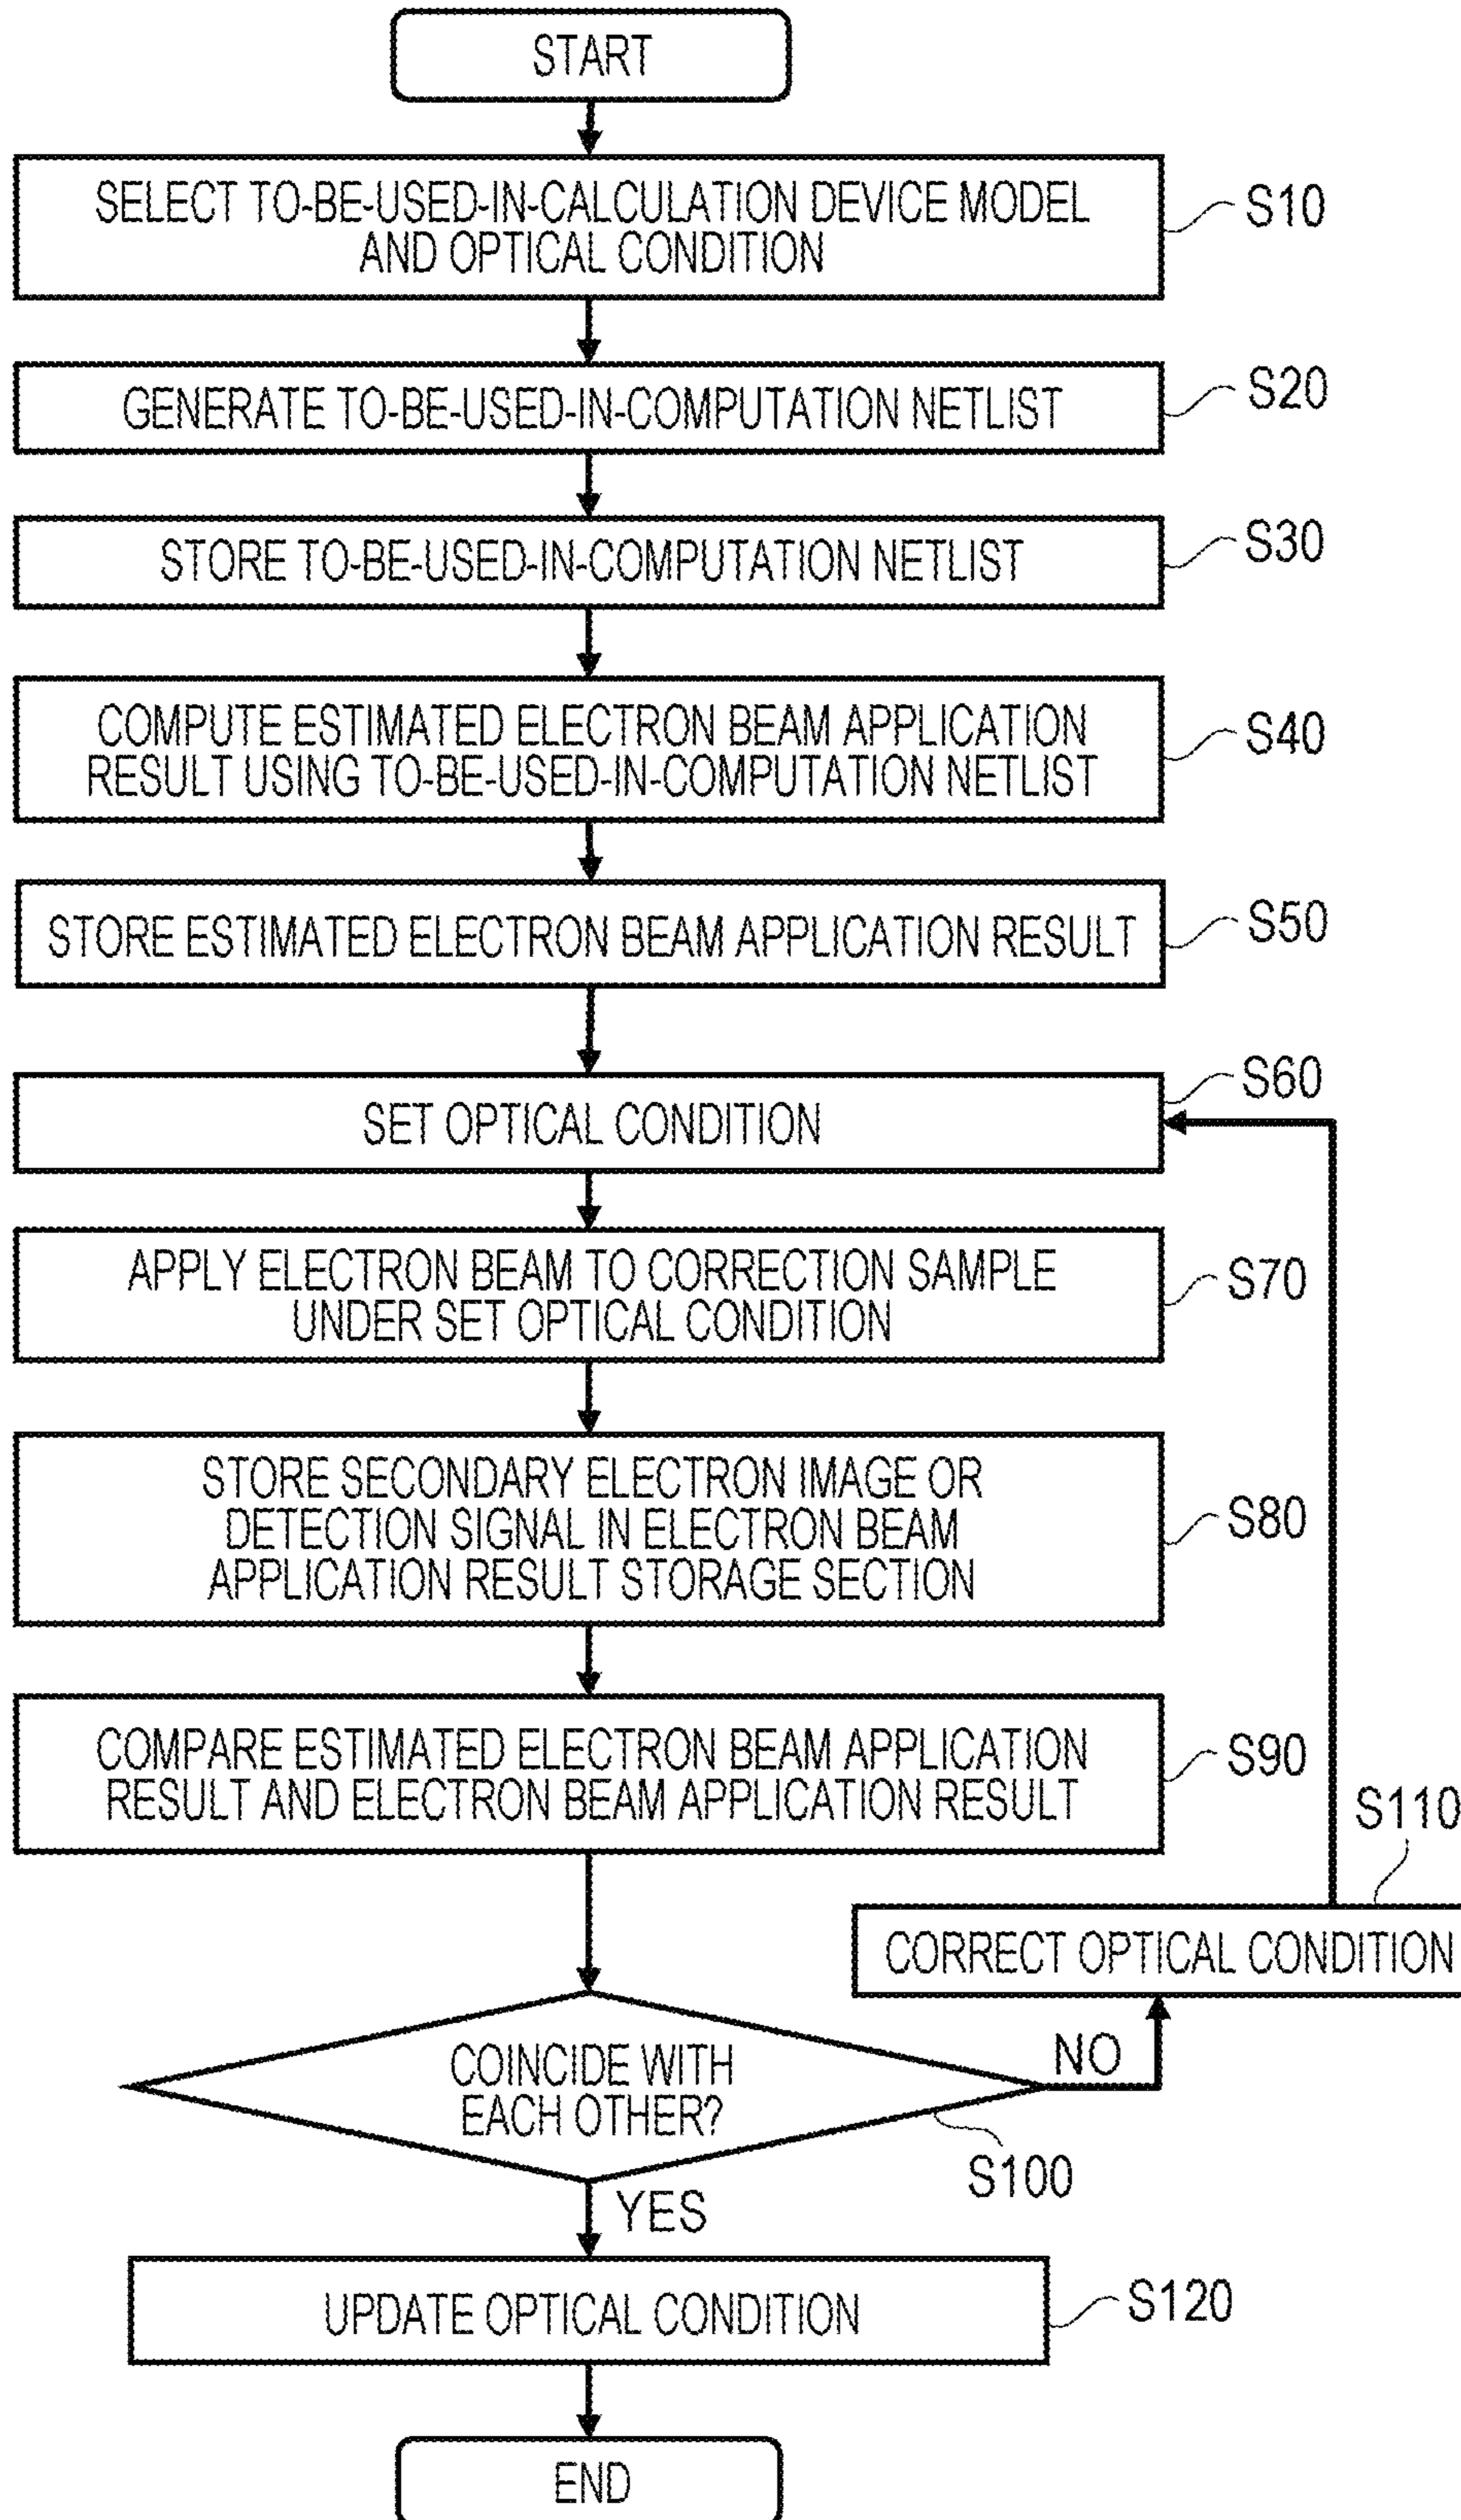 START
SELECT TO-BE-USED-IN-CALCULATION DEVICE MODEL
AND OPTICAL CONDITION
S10
GENERATE TO-BE-USED-IN-COMPUTATION NETLIST
S20
STORE TO-BE-USED-IN-COMPUTATION NETLIST
S30
COMPUTE ESTIMATED ELECTRON BEAM APPLICATION
RESULT USING TO-BE-USED-IN-COMPUTATION NETLIST
S40
STORE ESTIMATED ELECTRON BEAM APPLICATION RESULT
S50
SET OPTICAL CONDITION
S60
APPLY ELECTRON BEAM TO CORRECTION SAMPLE
UNDER SET OPTICAL CONDITION
S70
STORE SECONDARY ELECTRON IMAGE OR
DETECTION SIGNAL IN ELECTRON BEAM
APPLICATION RESULT STORAGE SECTION
S80
COMPARE ESTIMATED ELECTRON BEAM APPLICATION
RESULT AND ELECTRON BEAM APPLICATION RESULT
S90
S110
CORRECT OPTICAL CONDITION
COINCIDE WITH
EACH OTHER?
NO
S100
YES
UPDATE OPTICAL CONDITION
S120
END